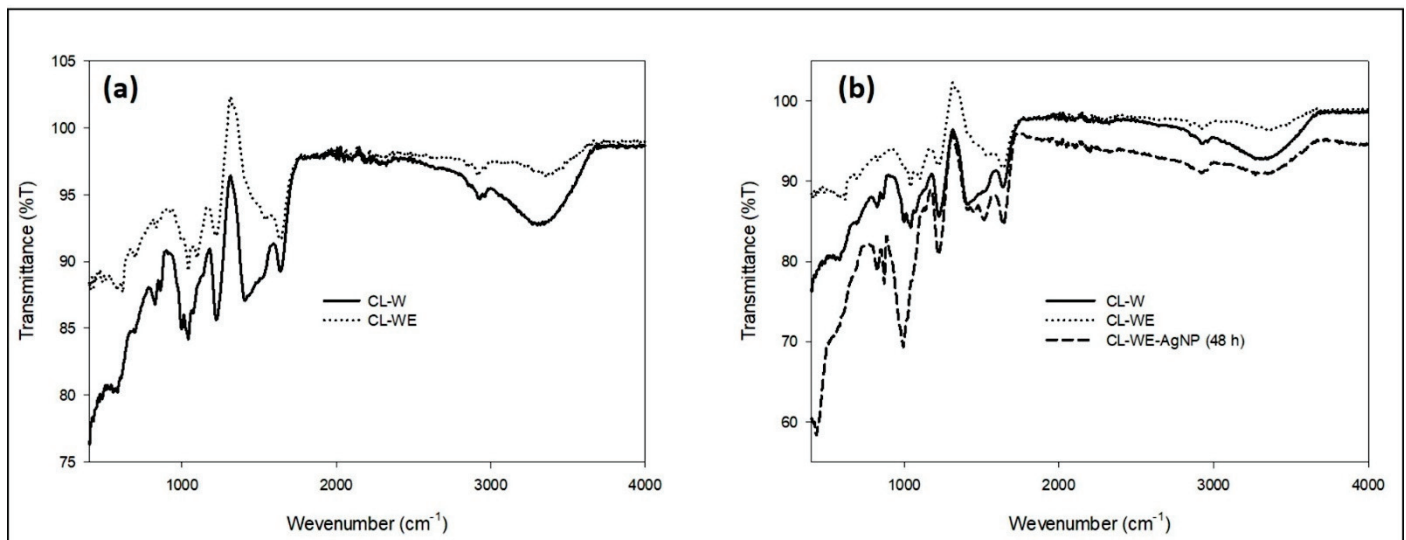 (a)
105
100
95
90
85
80
75
Transmittance (%T)
1000
2000
3000
4000
Wevenumber (cm⁻¹)
CL-W
CL-WE
(b)
100
90
80
70
60
Transmittance (%T)
1000
2000
3000
4000
Wevenumber (cm⁻¹)
CL-W
CL-WE
CL-WE-AgNP (48 h)